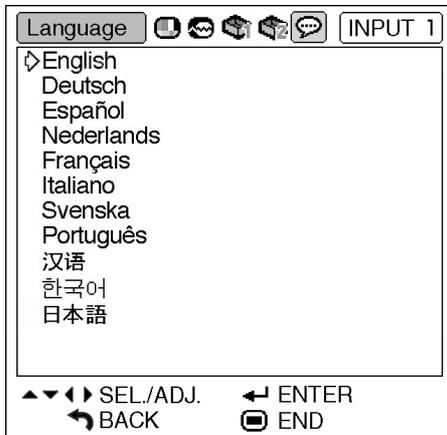 Language INPUT 1
English
Deutsch
Español
Nederlands
Français
Italiano
Svenska
Português
汉语
한국어
日本語
SEL./ADJ. ENTER
BACK END